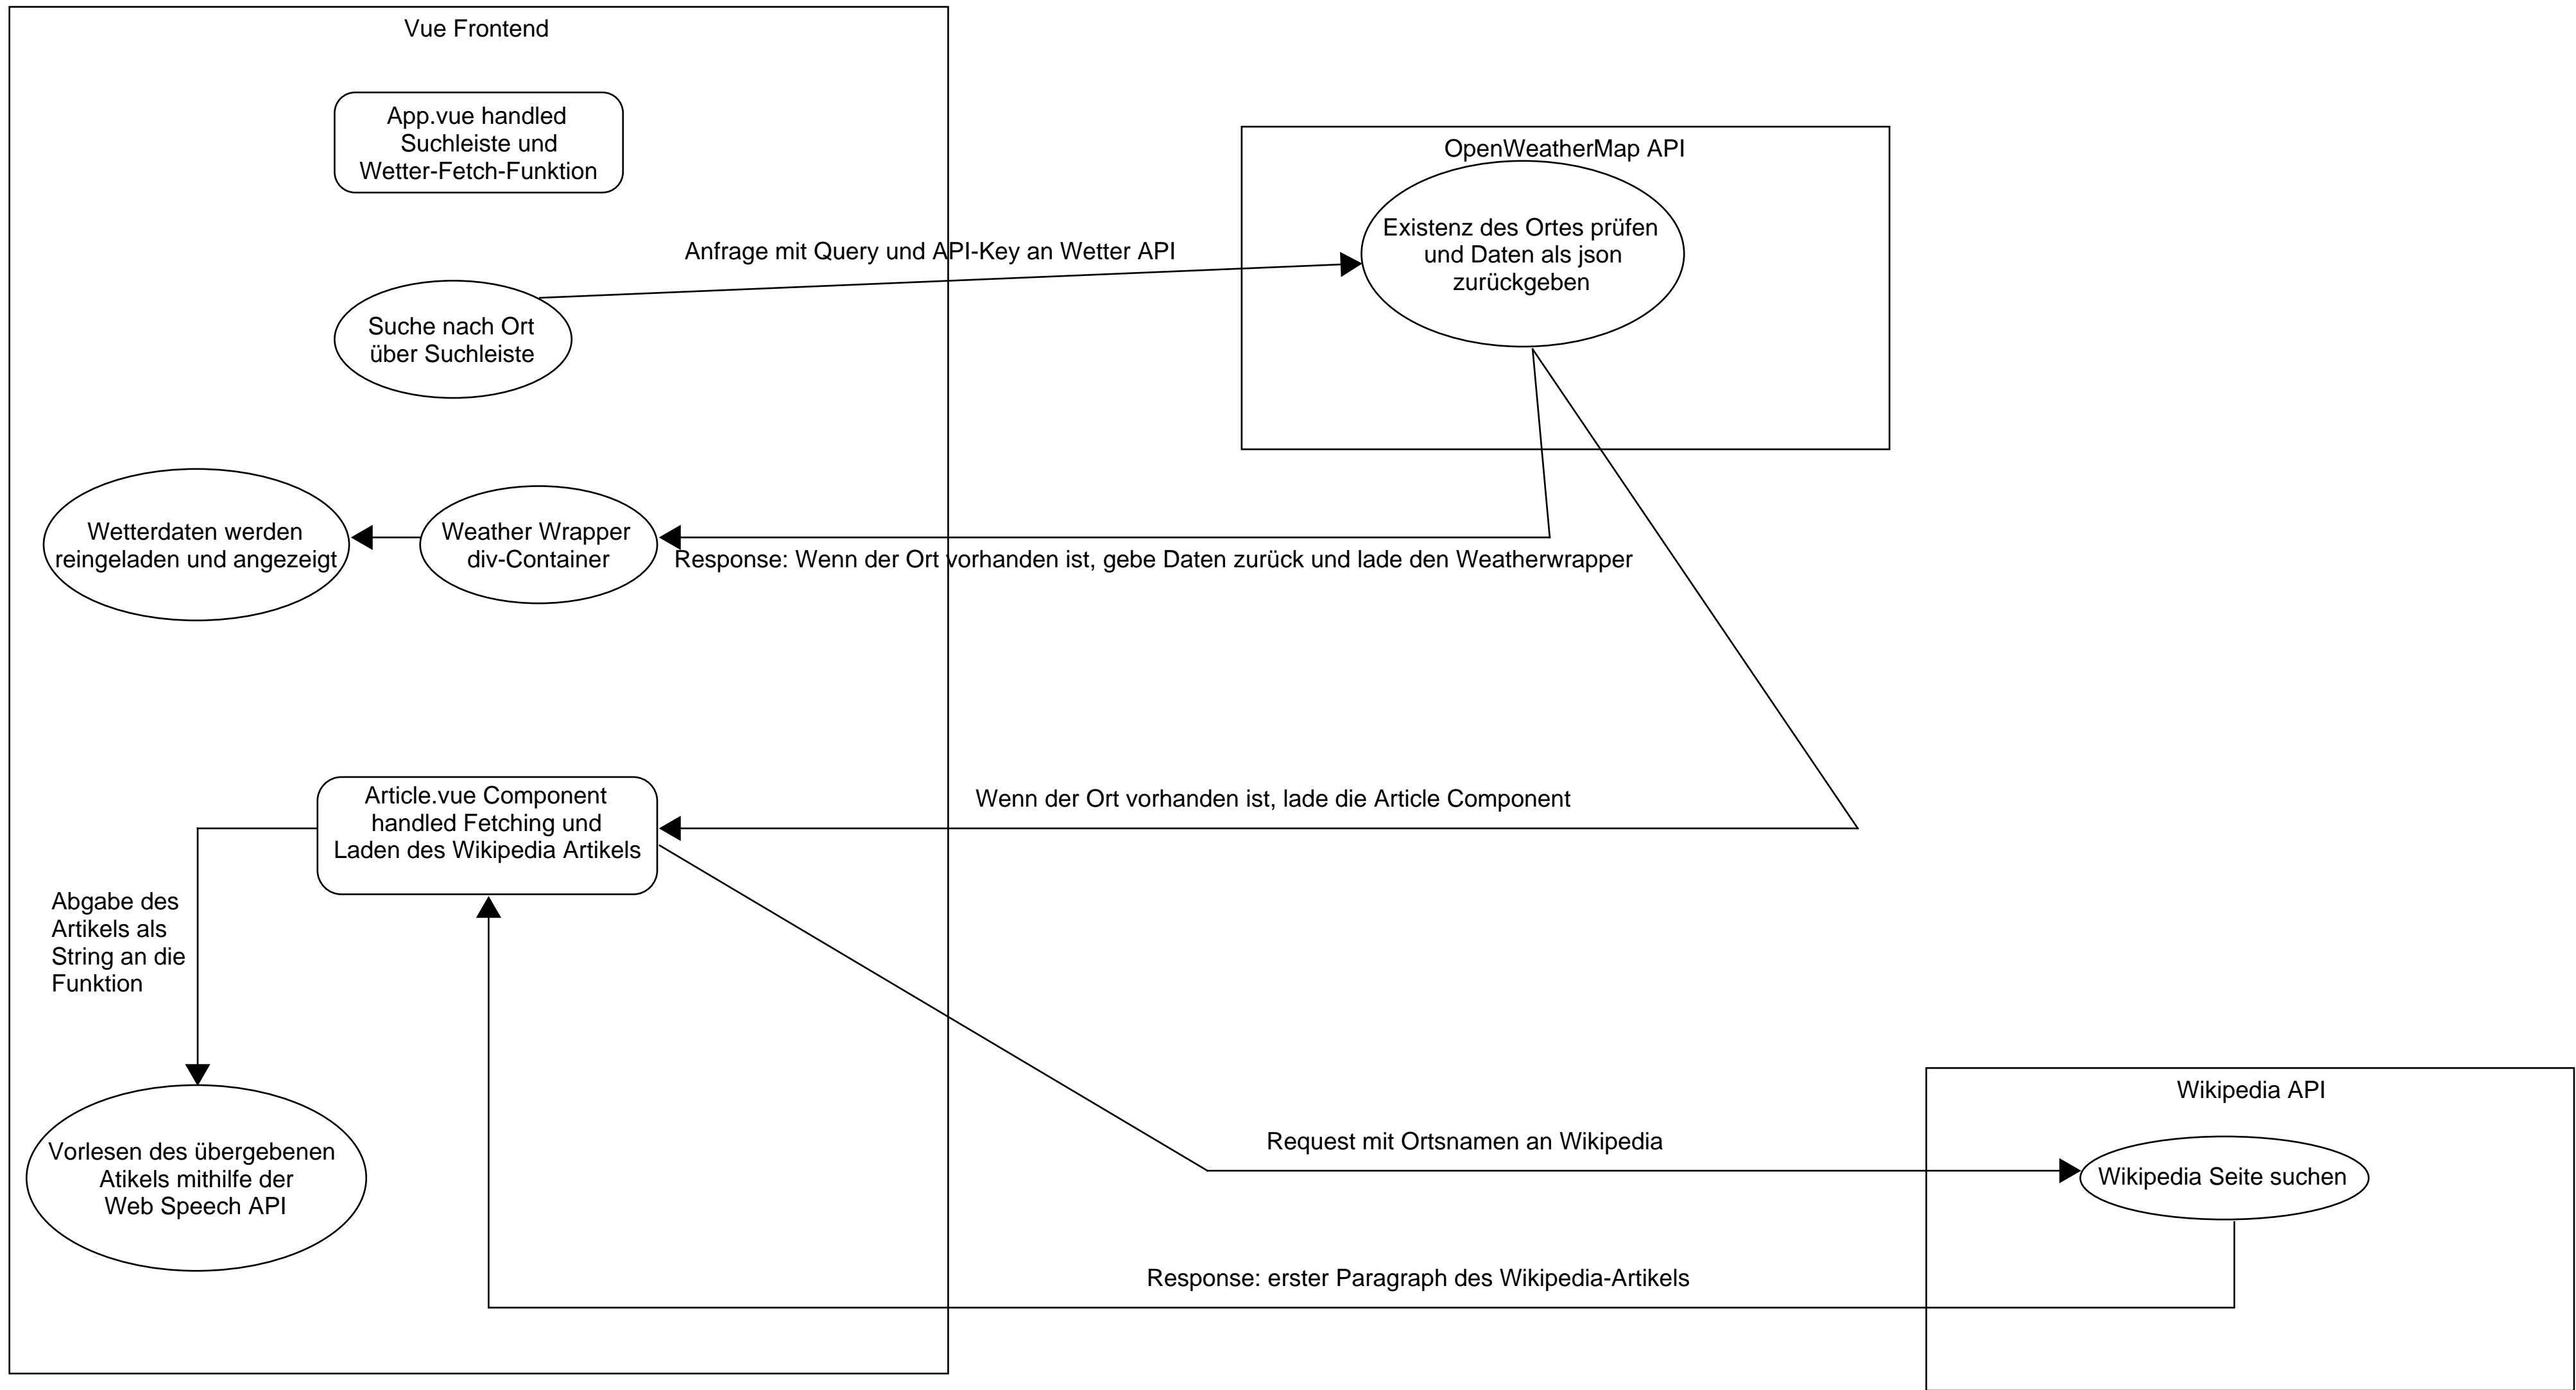 Vue Frontend
App.vue handled
Suchleiste und
Wetter-Fetch-Funktion
OpenWeatherMap API
Existenz des Ortes prüfen
und Daten als json
zurückgeben
Anfrage mit Query und API-Key an Wetter API
Suche nach Ort
über Suchleiste
Wetterdaten werden
reingeladen und angezeigt
Weather Wrapper
div-Container
Response: Wenn der Ort vorhanden ist, gebe Daten zurück und lade den Weatherwrapper
Article.vue Component
handled Fetching und
Laden des Wikipedia Artikels
Wenn der Ort vorhanden ist, lade die Article Component
Abgabe des
Artikels als
String an die
Funktion
Vorlesen des übergebenen
Atikels mithilfe der
Web Speech API
Request mit Ortsnamen an Wikipedia
Wikipedia API
Wikipedia Seite suchen
Response: erster Paragraph des Wikipedia-Artikels